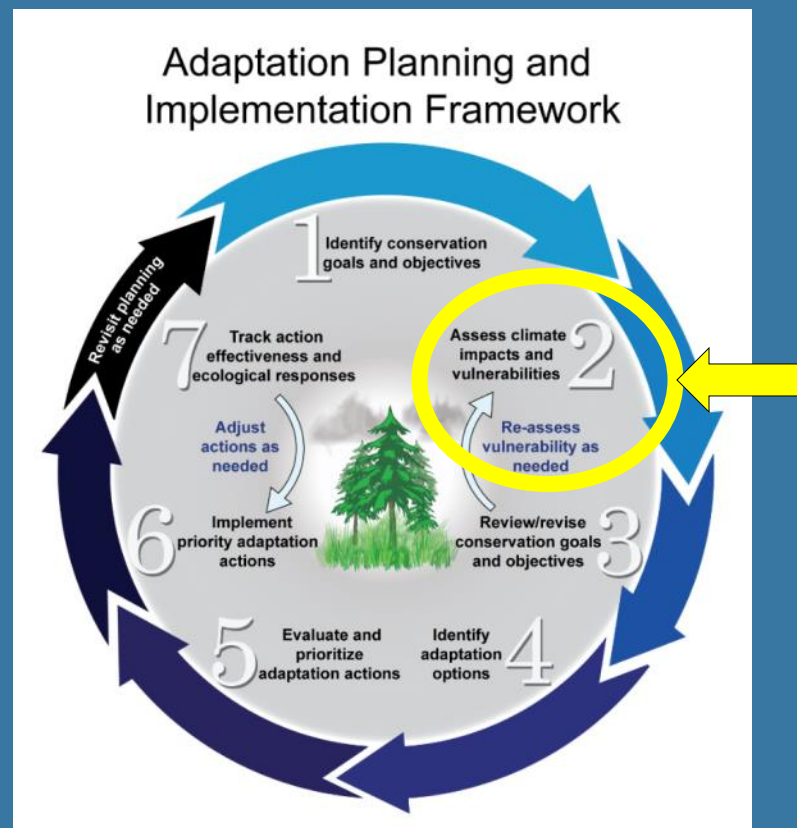 Adaptation Planning and
Implementation Framework
1
Identify conservation
goals and objectives
2
Assess climate
impacts and
vulnerabilities
Re-assess
vulnerability as
needed
3
Review/revise
conservation goals
and objectives
4
Identify
adaptation
options
5
Evaluate and
prioritize
adaptation actions
6
Implement
priority adaptation
actions
Adjust
actions as
needed
7
Track action
effectiveness and
ecological responses
Revisit planning
as needed